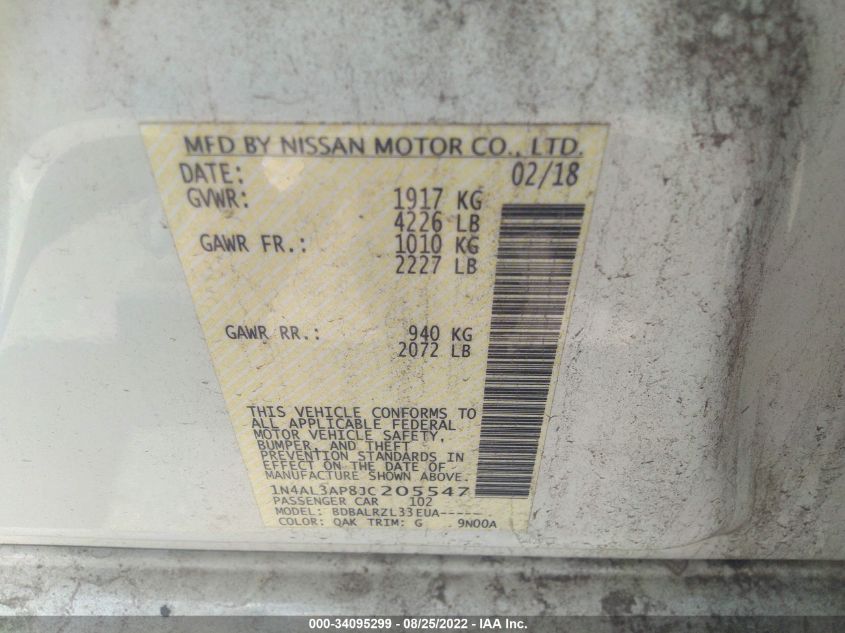 MFD BY NISSAN MOTOR CO., LTD.
DATE: 02/18
GVWR: 1917 KG
4226 LB
GAWR FR.: 1010 KG
2227 LB
GAWR RR.: 940 KG
2072 LB
THIS VEHICLE CONFORMS TO
ALL APPLICABLE FEDERAL
MOTOR VEHICLE SAFETY,
BUMPER, AND THEFT
PREVENTION STANDARDS IN
EFFECT ON THE DATE OF
MANUFACTURE SHOWN ABOVE.
1N4AL3AP8JC205547
PASSENGER CAR 102
MODEL: BDBALRZL33EUA-----
COLOR: QAK TRIM: G 9N00A
000-34095299 - 08/25/2022 - IAA Inc.